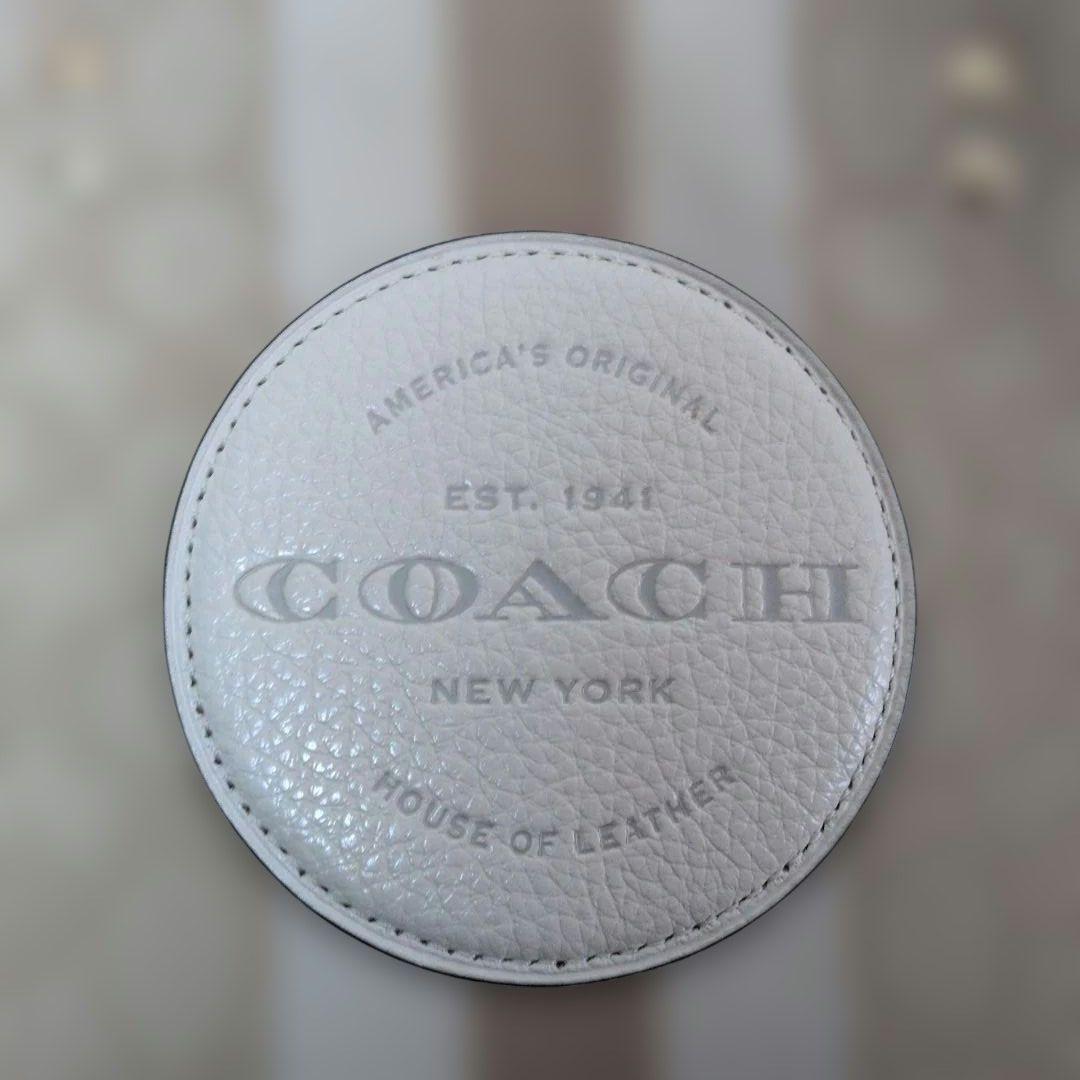 AMERICA'S ORIGINAL
EST. 1941
COACH
NEW YORK
HOUSE OF LEATHER